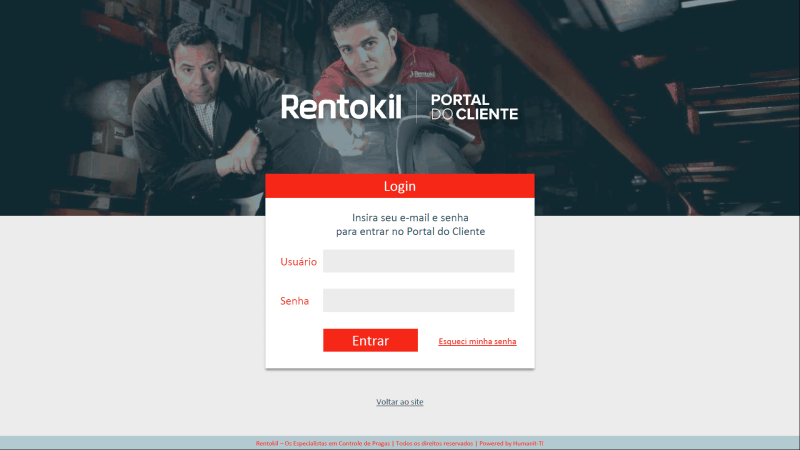 Rentokil
Rentokil
PORTAL
DO CLIENTE
Login
Insira seu e-mail e senha
para entrar no Portal do Cliente
Usuário
Senha
Entrar
Esqueci minha senha
Voltar ao site
Rentokil – Os Especialistas em Controle de Pragas | Todos os direitos reservados | Powered by Humanit-TI